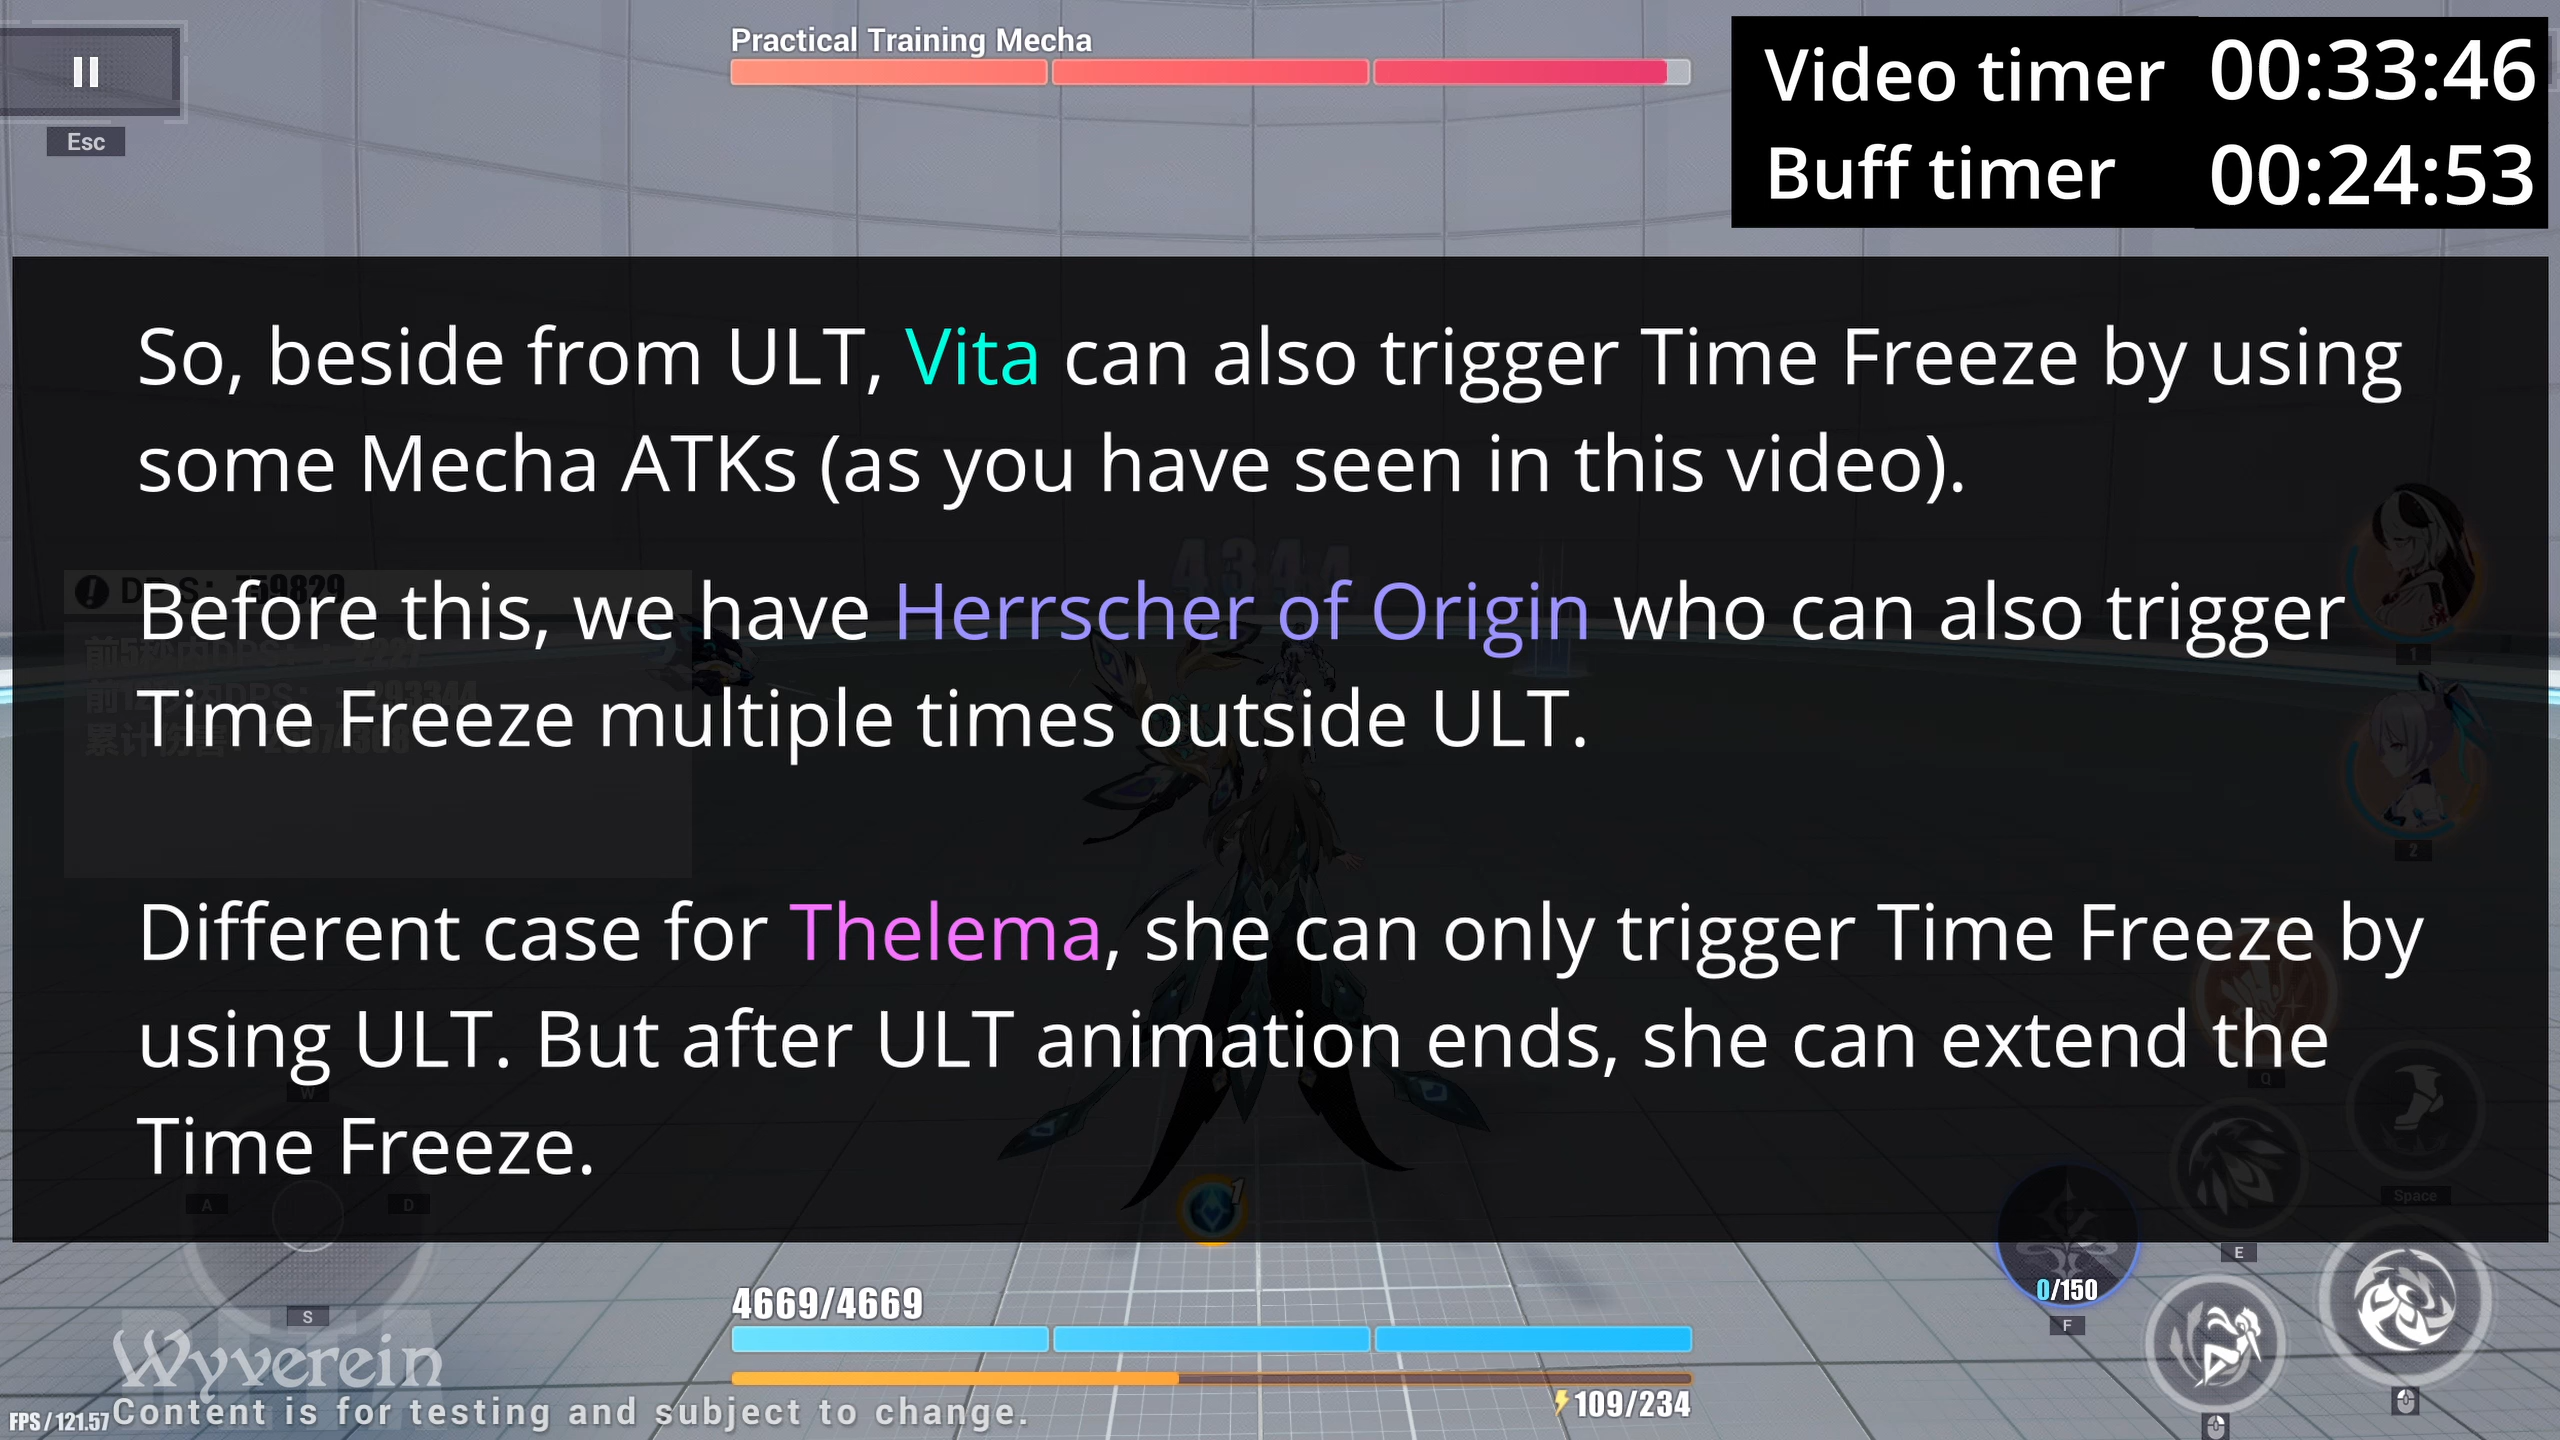 Practical Training Mecha
Video timer 00:33:46
Buff timer 00:24:53
Esc
So, beside from ULT, Vita can also trigger Time Freeze by using
some Mecha ATKs (as you have seen in this video).
Before this, we have Herrscher of Origin who can also trigger
Time Freeze multiple times outside ULT.
Different case for Thelema, she can only trigger Time Freeze by
using ULT. But after ULT animation ends, she can extend the
Time Freeze.
1
2
Q
W
A
D
S
1
Space
E
0/150
F
4669/4669
109/234
Wyverein
FPS / 121.57
Content is for testing and subject to change.